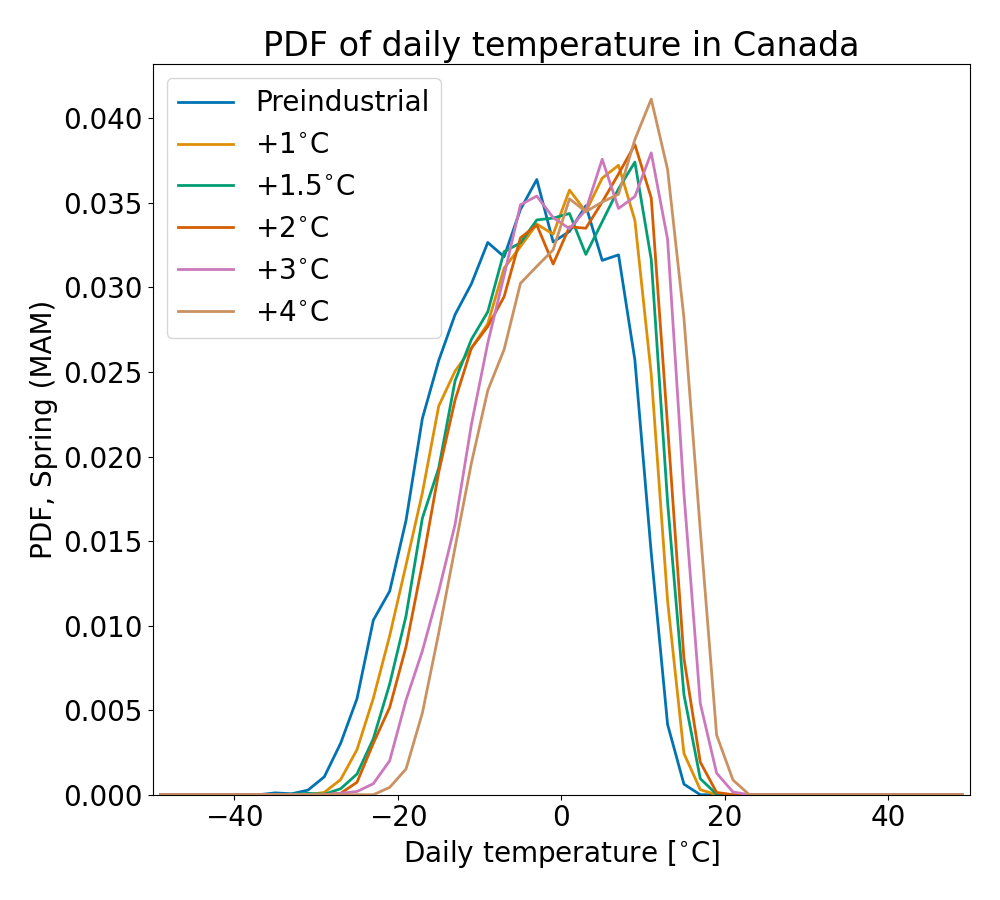 PDF of daily temperature in Canada
Preindustrial
+1°C
+1.5°C
+2°C
+3°C
+4°C
PDF, Spring (MAM)
0.040
0.035
0.030
0.025
0.020
0.015
0.010
0.005
0.000
−40 −20 0 20 40
Daily temperature [°C]